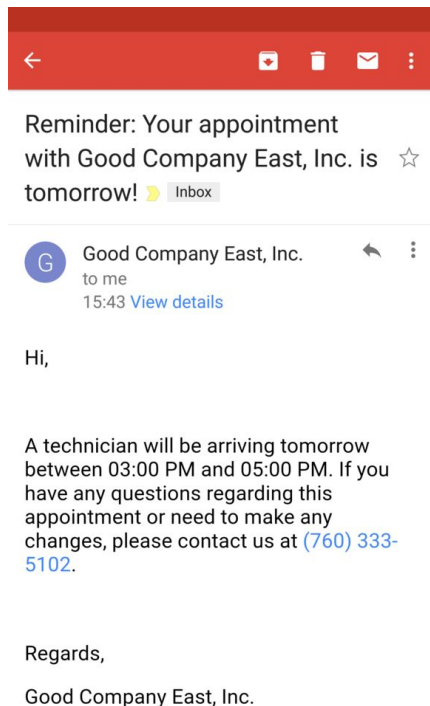 Reminder: Your appointment
with Good Company East, Inc. is
tomorrow! Inbox
G
Good Company East, Inc.
to me
15:43 View details
Hi,
A technician will be arriving tomorrow
between 03:00 PM and 05:00 PM. If you
have any questions regarding this
appointment or need to make any
changes, please contact us at (760) 333-
5102.
Regards,
Good Company East, Inc.